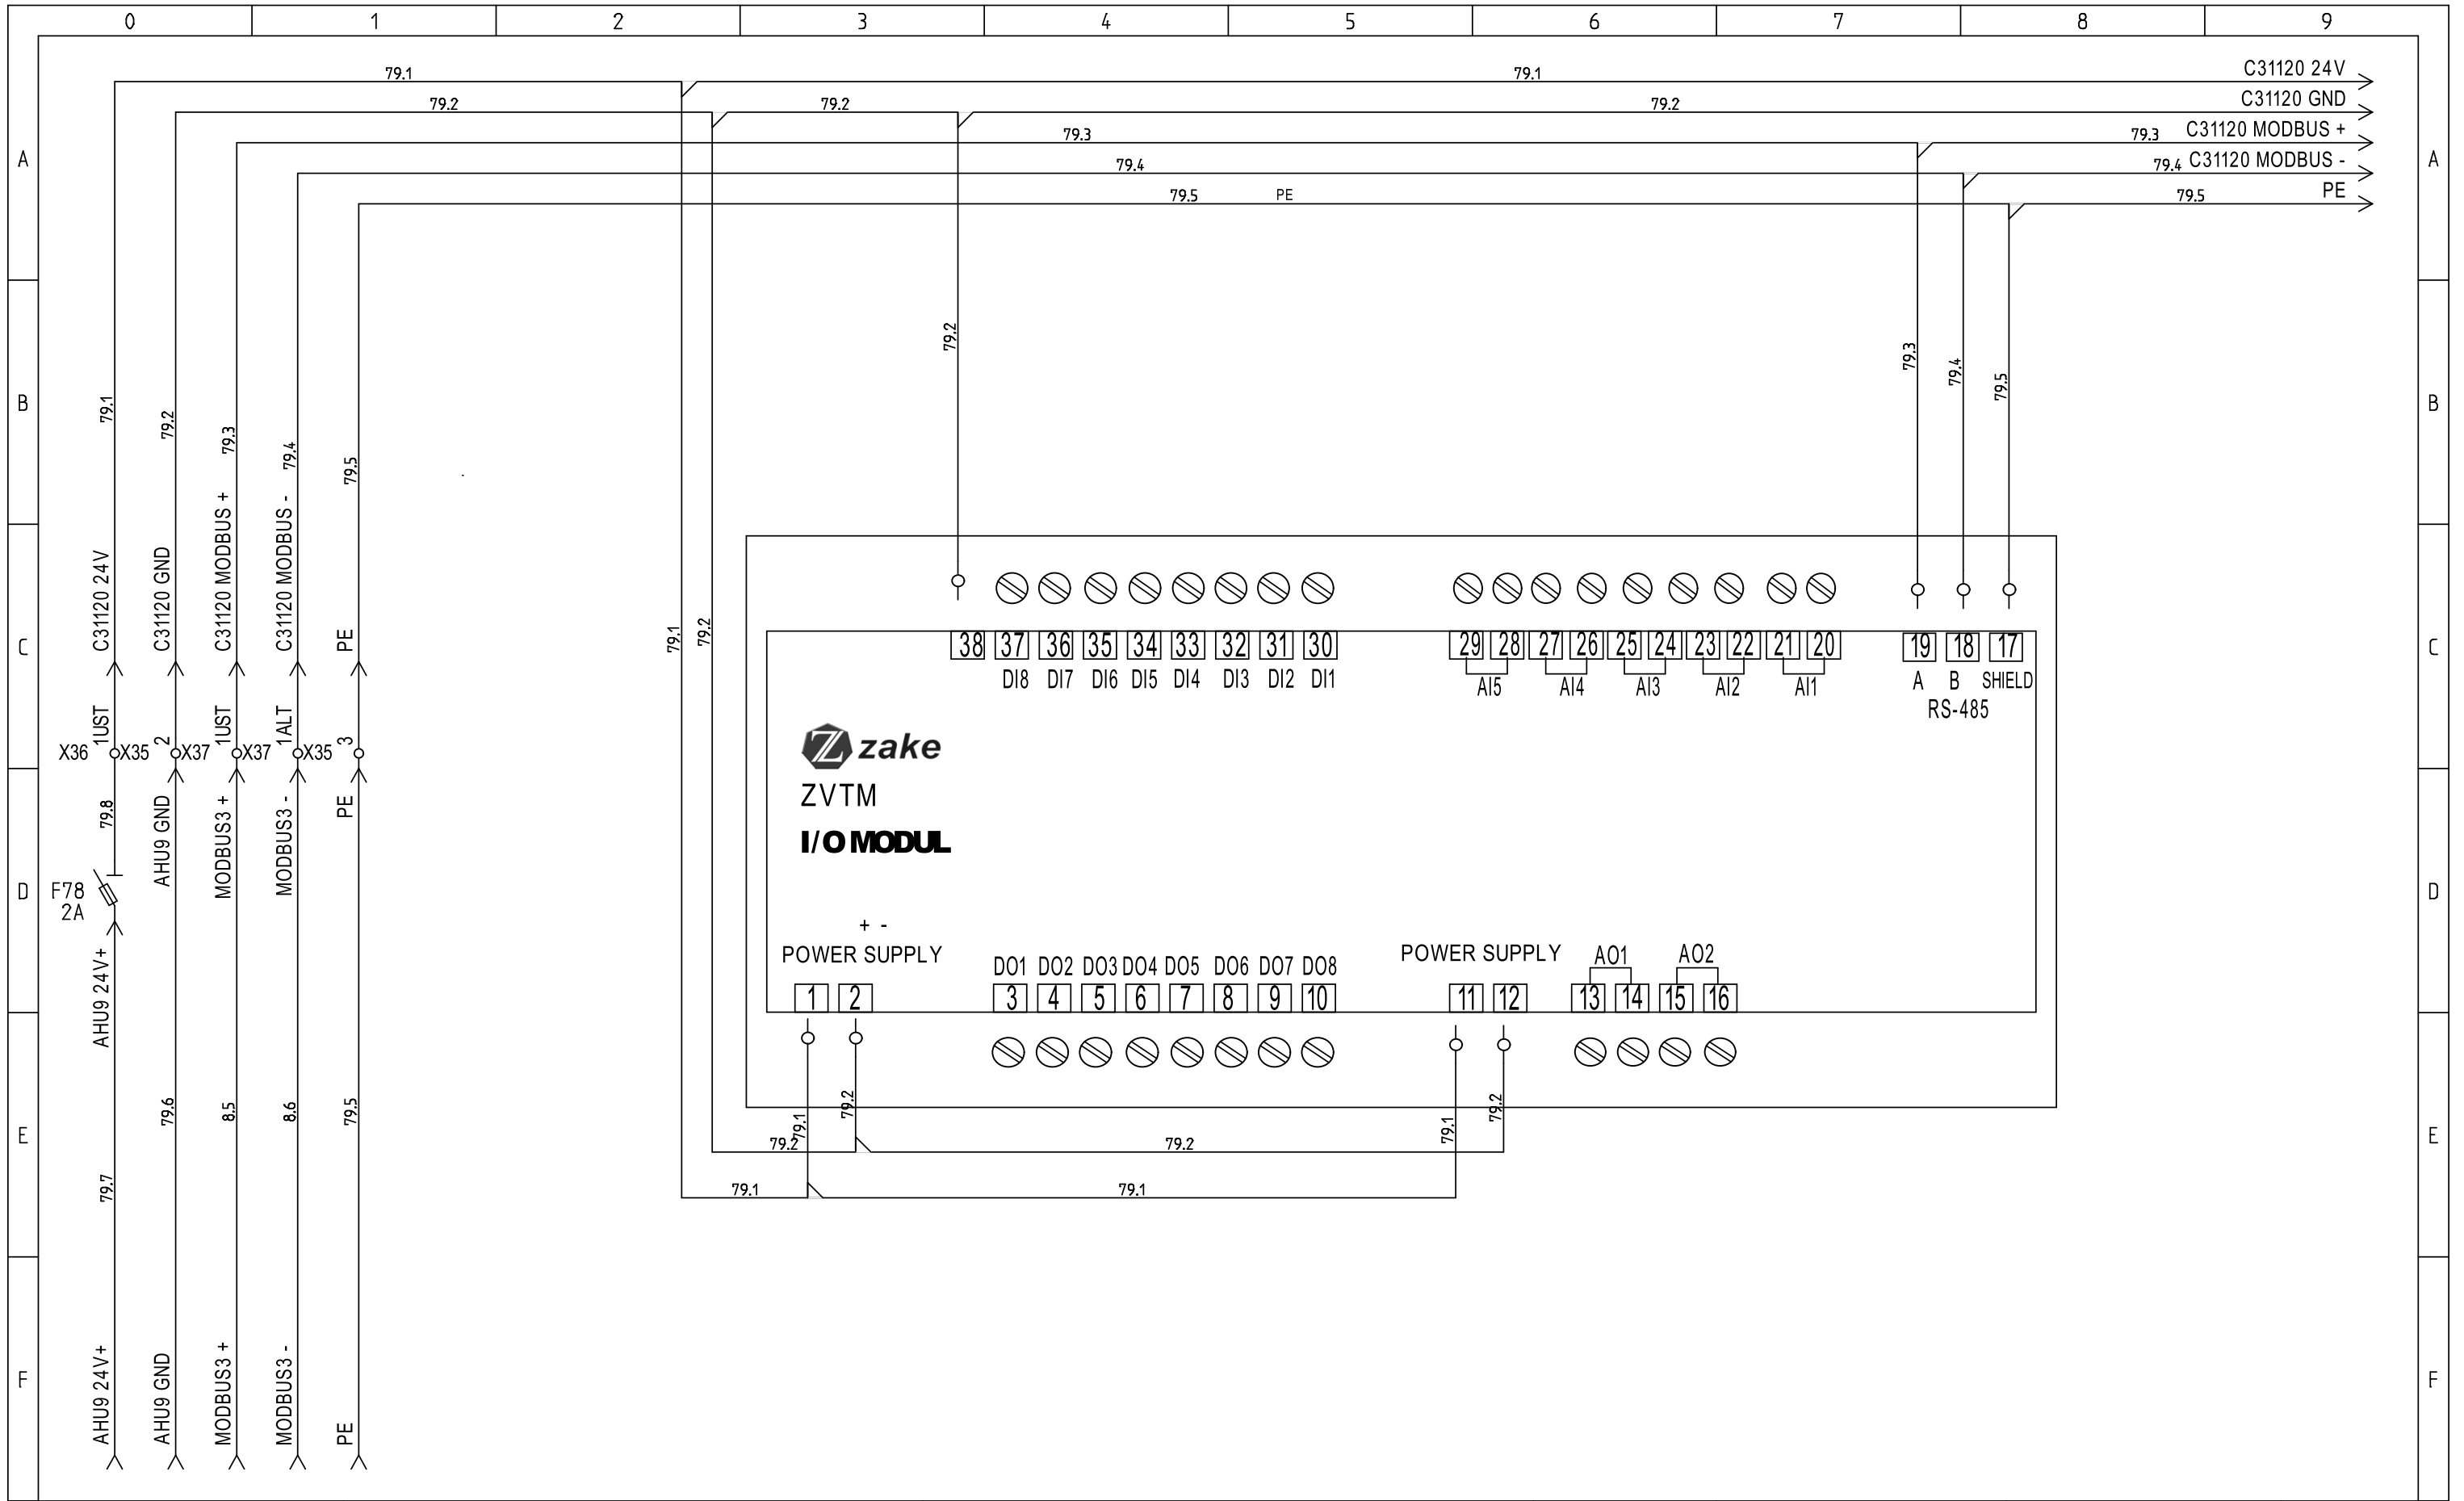 0 1 2 3 4 5 6 7 8 9
79.1 79.1 C31120 24V
79.2 79.2 79.2 C31120 GND
79.3 79.3 C31120 MODBUS +
79.4 79.4 C31120 MODBUS -
79.5 PE 79.5 PE
A A
B B
79.1 79.2 79.3 79.4 79.5
79.2 79.3 79.4 79.5
C31120 24V
C31120 GND
C31120 MODBUS +
C31120 MODBUS -
PE
C C
79.1 79.2
38 37 36 35 34 33 32 31 30 29 28 27 26 25 24 23 22 21 20 19 18 17
DI8 DI7 DI6 DI5 DI4 DI3 DI2 DI1 AI5 AI4 AI3 AI2 AI1 A B SHIELD
RS-485
1UST 2 1UST 1ALT 3
X36 X35 X37 X37 X35
Z zake
ZVTM
I/O MODUL
79.8
AHU9 GND
MODBUS3 +
MODBUS3 -
PE
D D
F78
2A
AHU9 24V+
+ -
POWER SUPPLY POWER SUPPLY
DO1 DO2 DO3 DO4 DO5 DO6 DO7 DO8 AO1 AO2
1 2 3 4 5 6 7 8 9 10 11 12 13 14 15 16
E E
79.7 79.6 8.5 8.6 79.5
79.1 79.2 79.1 79.2
79.2 79.2
79.1 79.1
F F
AHU9 24V+
AHU9 GND
MODBUS3 +
MODBUS3 -
PE